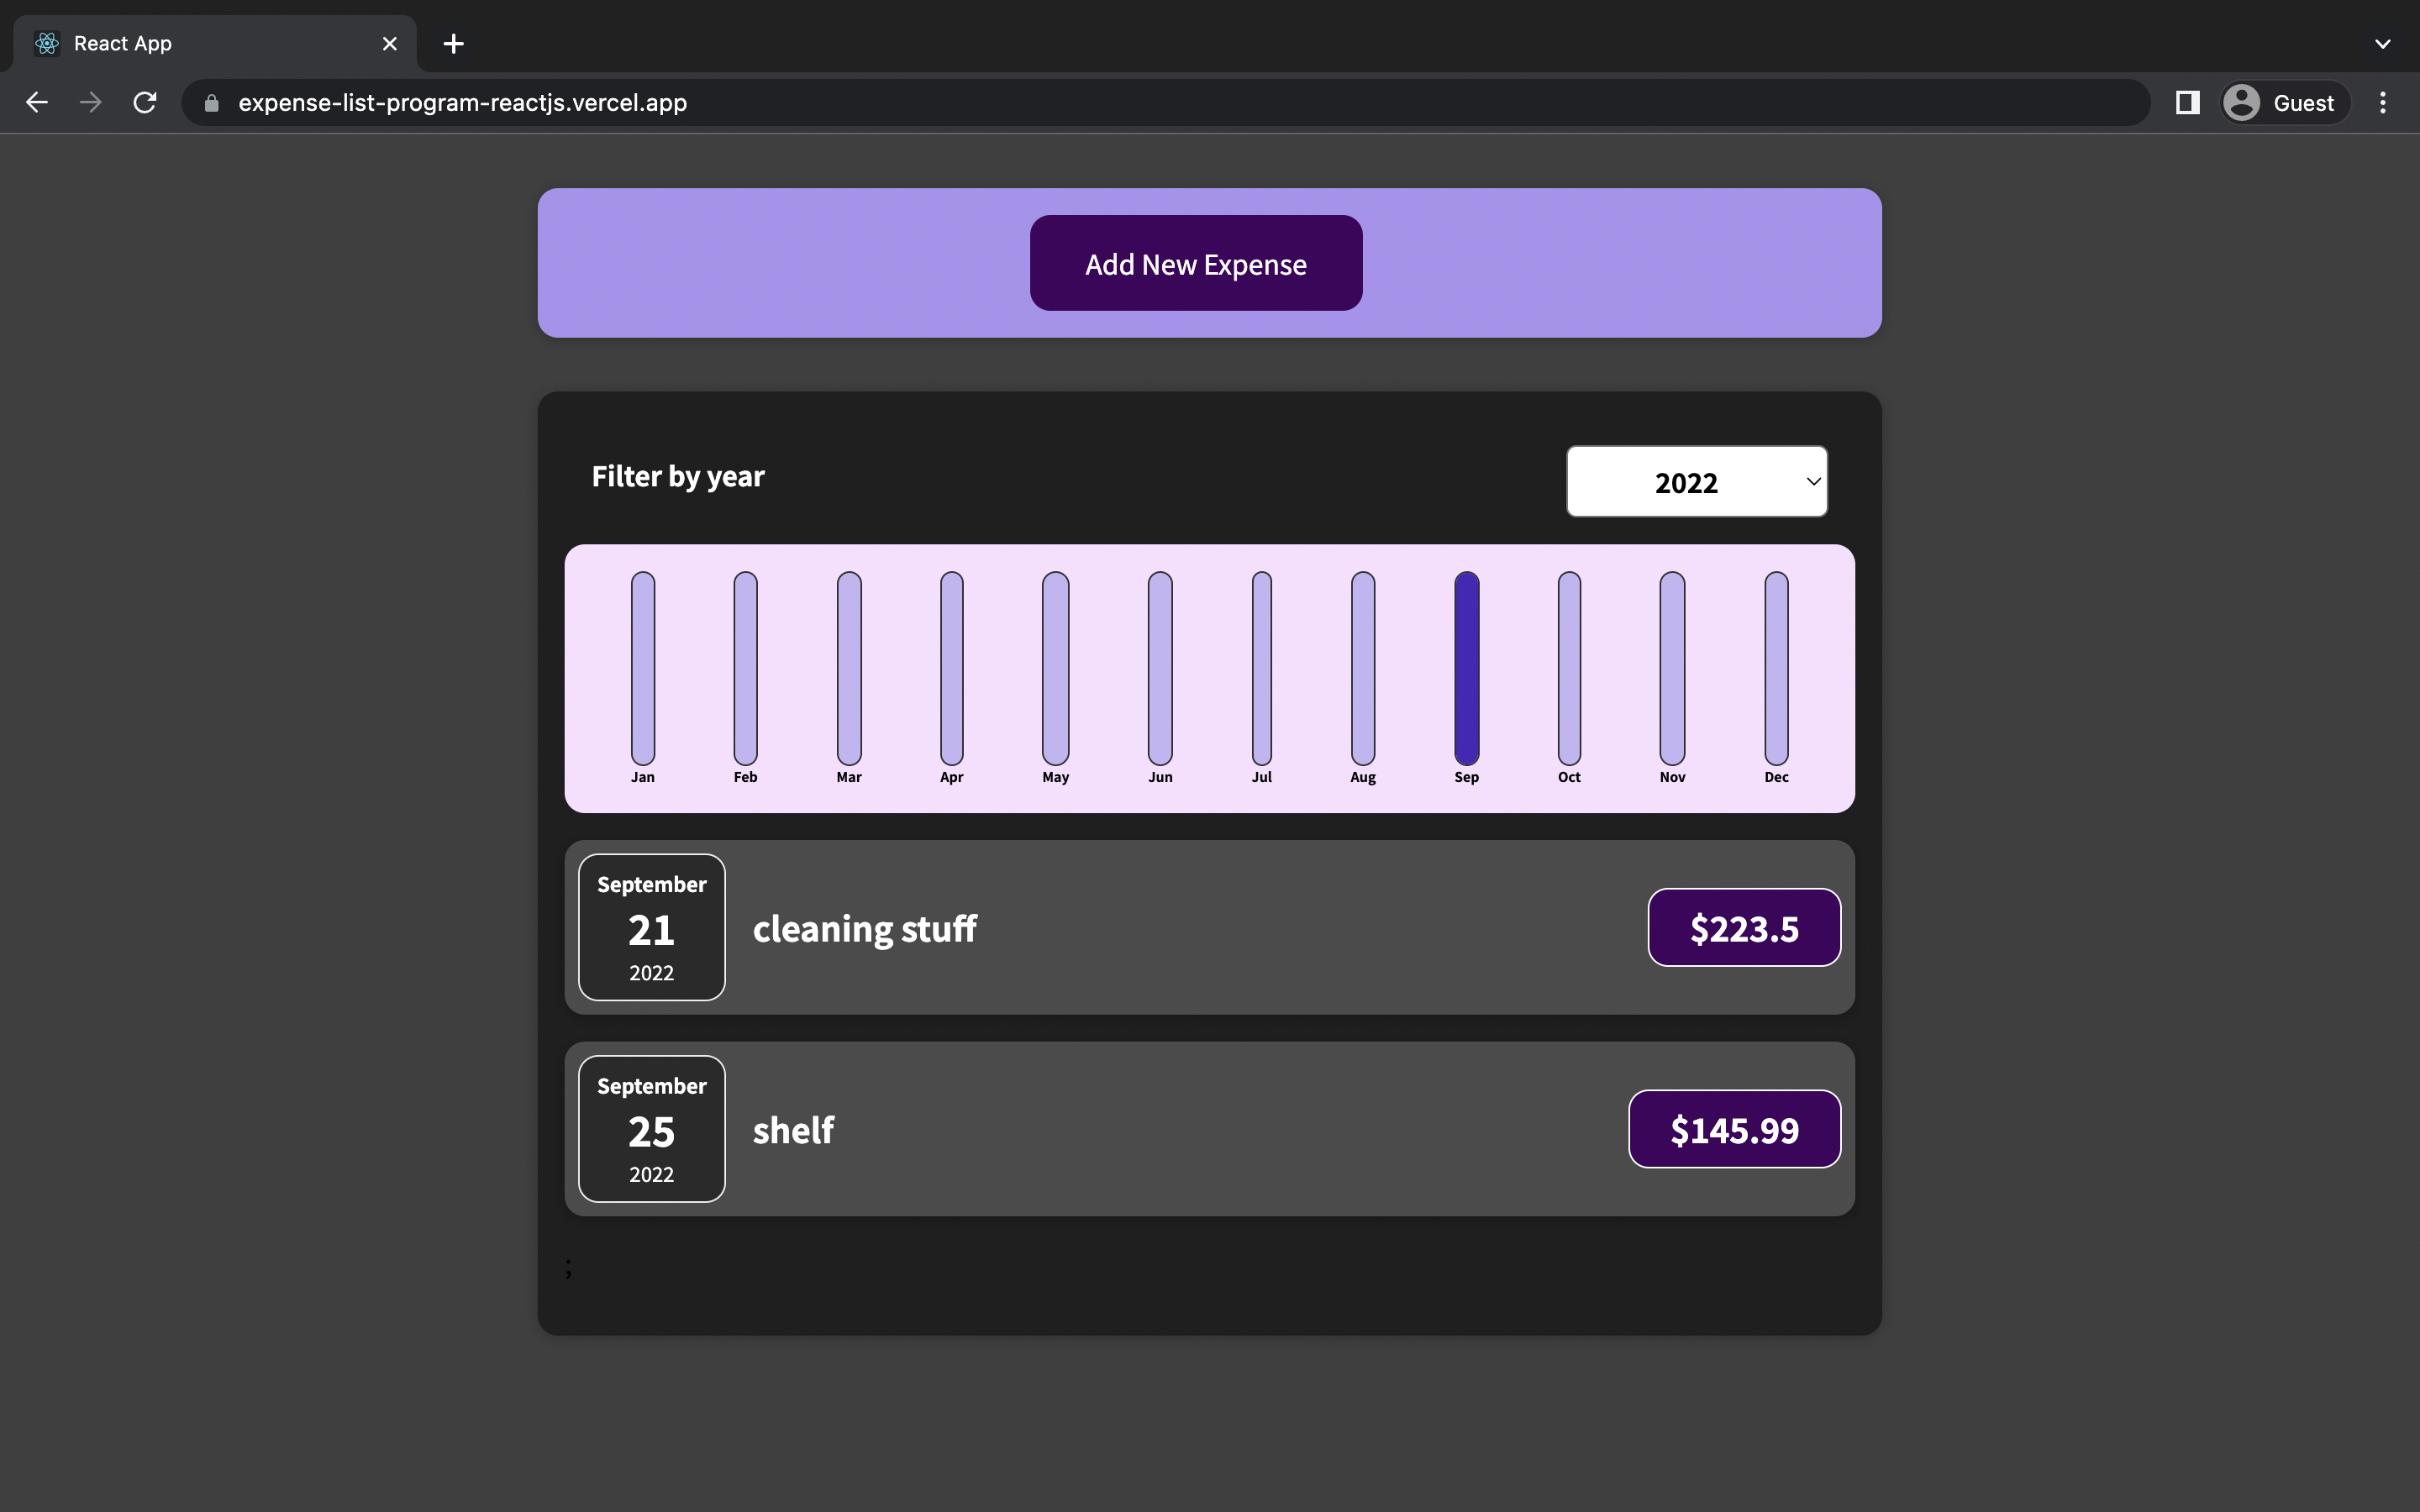 React App
expense-list-program-reactjs.vercel.app
Guest
Add New Expense
Filter by year
2022
Jan Feb Mar Apr May Jun Jul Aug Sep Oct Nov Dec
September
21
2022
cleaning stuff
$223.5
September
25
2022
shelf
$145.99
;